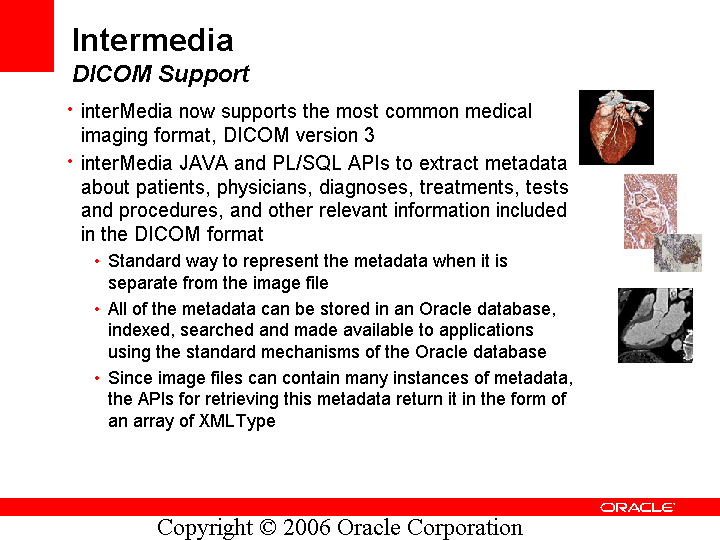 Intermedia
DICOM Support
• inter.Media now supports the most common medical
imaging format, DICOM version 3
• inter.Media JAVA and PL/SQL APIs to extract metadata
about patients, physicians, diagnoses, treatments, tests
and procedures, and other relevant information included
in the DICOM format
• Standard way to represent the metadata when it is
separate from the image file
• All of the metadata can be stored in an Oracle database,
indexed, searched and made available to applications
using the standard mechanisms of the Oracle database
• Since image files can contain many instances of metadata,
the APIs for retrieving this metadata return it in the form of
an array of XMLType
ORACLE
Copyright © 2006 Oracle Corporation